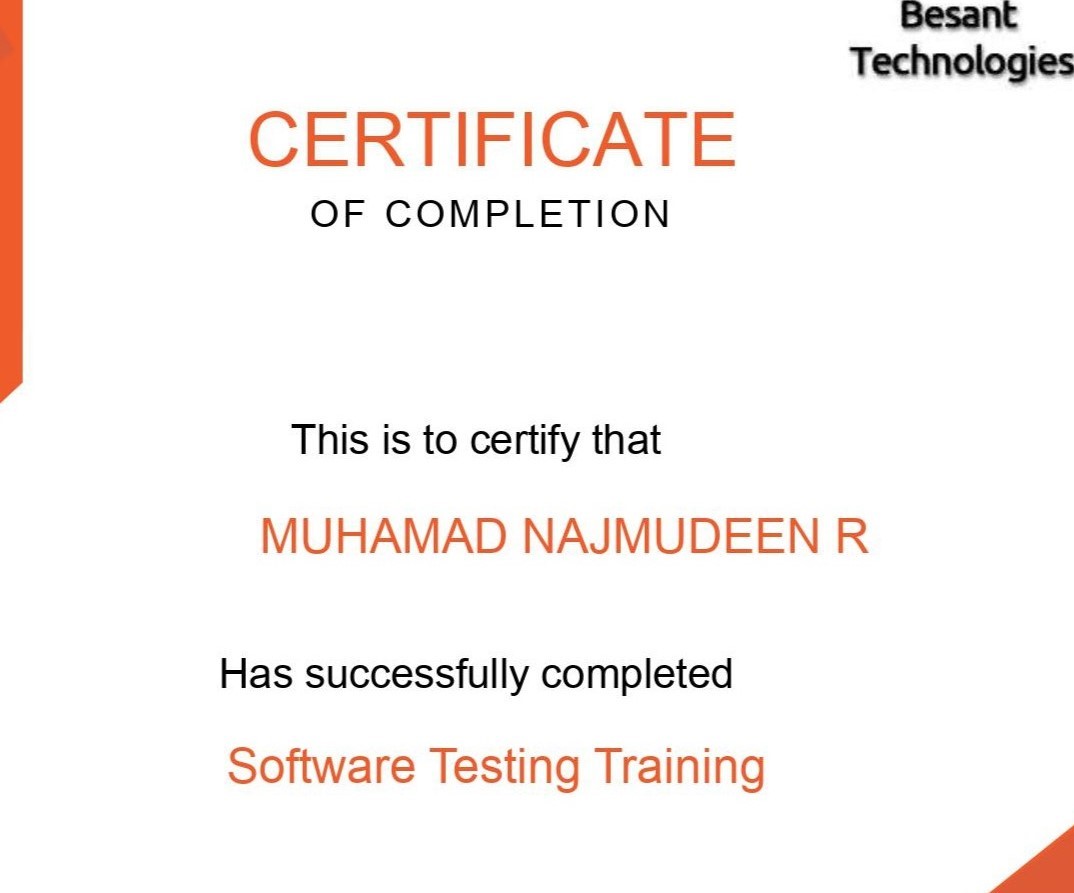 Besant
Technologies
CERTIFICATE
OF COMPLETION
This is to certify that
MUHAMAD NAJMUDEEN R
Has successfully completed
Software Testing Training